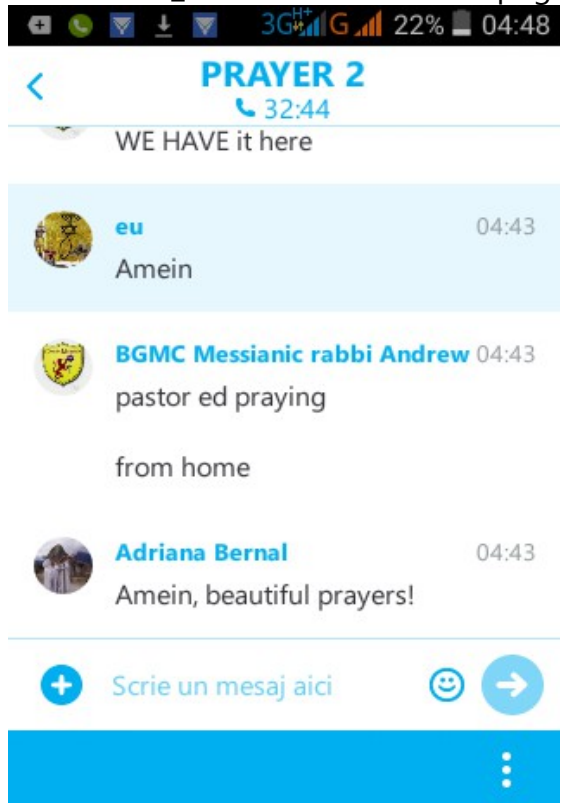 3G H+ G 22% 04:48
PRAYER 2
32:44
WE HAVE it here
eu 04:43
Amein
BGMC Messianic rabbi Andrew 04:43
pastor ed praying
from home
Adriana Bernal 04:43
Amein, beautiful prayers!
Scrie un mesaj aici